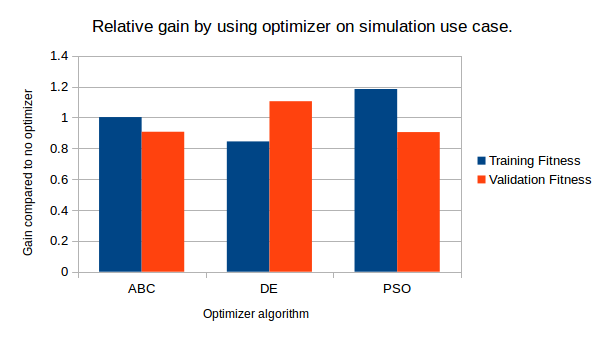 Relative gain by using optimizer on simulation use case.
Gain compared to no optimizer
1.4
1.2
1
0.8
0.6
0.4
0.2
0
ABC DE PSO
Optimizer algorithm
Training Fitness
Validation Fitness